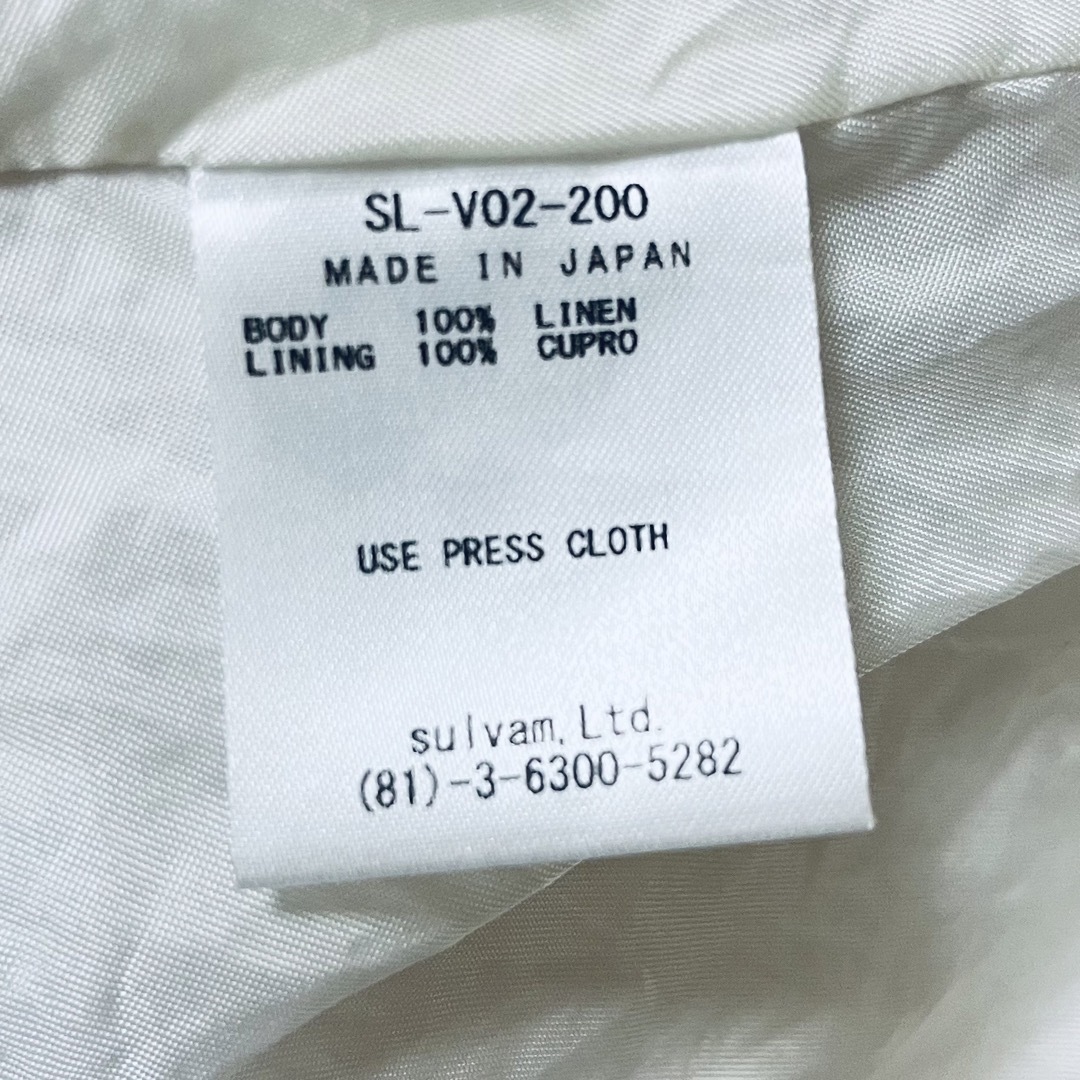 SL-V02-200
MADE IN JAPAN
BODY 100% LINEN
LINING 100% CUPRO
USE PRESS CLOTH
sulvam, Ltd.
(81)-3-6300-5282